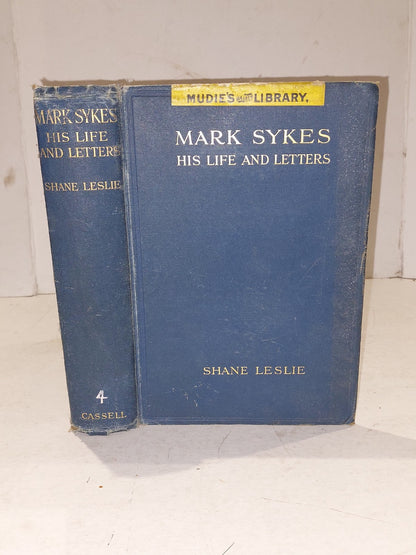 MARK SYKES
HIS LIFE
AND LETTERS
SHANE LESLIE
4
CASSELL
MUDIE'S LIBRARY,
MARK SYKES
HIS LIFE AND LETTERS
SHANE LESLIE